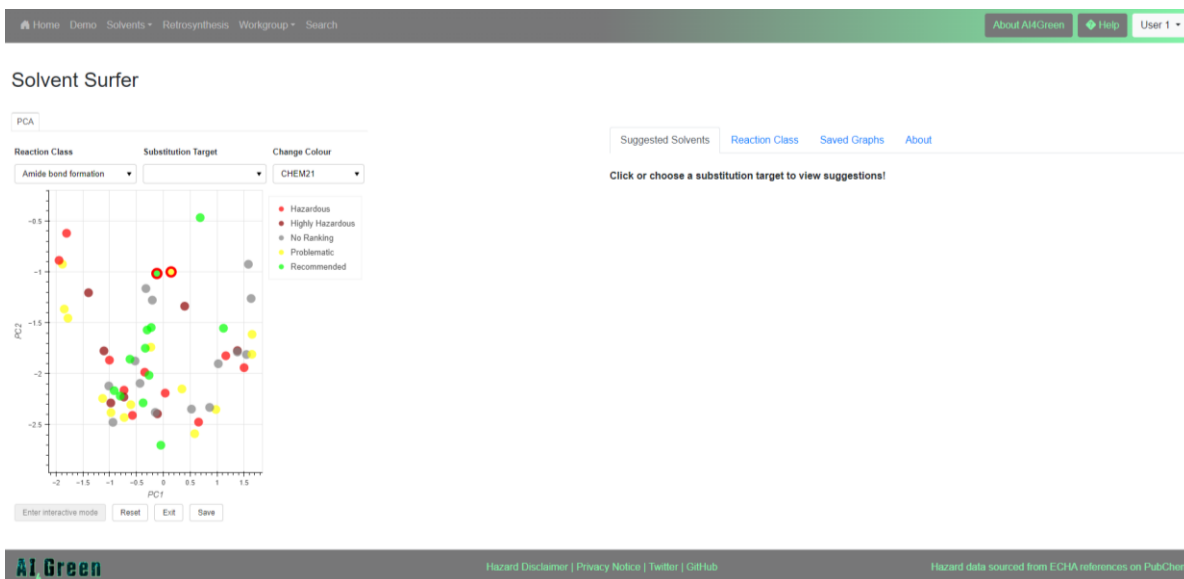 Home Demo Solvents Retrosynthesis Workgroup Search About AI4Green Help User 1
Solvent Surfer
PCA
Suggested Solvents Reaction Class Saved Graphs About
Reaction Class Substitution Target Change Colour
Amide bond formation CHEM21
Click or choose a substitution target to view suggestions!
Hazardous
Highly Hazardous
No Ranking
Problematic
Recommended
−0.5
−1
−1.5
−2
−2.5
PC2
−2 −1.5 −1 −0.5 0 0.5 1 1.5
PC1
Enter interactive mode Reset Exit Save
AI4Green Hazard Disclaimer | Privacy Notice | Twitter | GitHub Hazard data sourced from ECHA references on PubChem